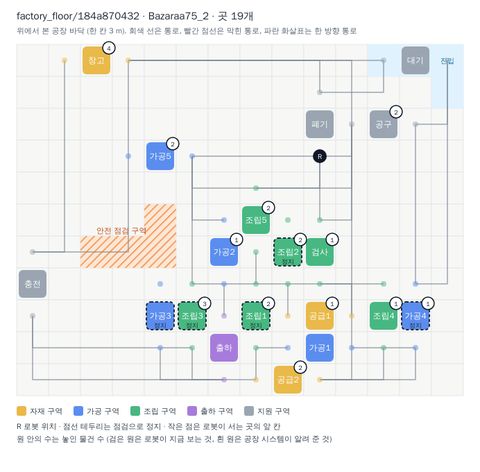 factory_floor/184a870432 · Bazaraa75_2 · 곳 19개
위에서 본 공장 바닥 (한 칸 3 m). 회색 선은 통로, 빨간 점선은 막힌 통로, 파란 화살표는 한 방향 통로
창고 4
대기
진입
폐기
공구 2
가공5 2
R
조립5 2
안전 점검 구역
가공2 1
조립2 2
정지
검사 1
충전
가공3
정지
조립3 3
정지
조립1 2
정지
공급1 1
조립4 1
가공4 1
정지
출하
가공1
공급2 2
자재 구역
가공 구역
조립 구역
출하 구역
지원 구역
R 로봇 위치 · 점선 테두리는 점검으로 정지 · 작은 점은 로봇이 서는 곳의 앞 칸
원 안의 수는 놓인 물건 수 (검은 원은 로봇이 지금 보는 것, 흰 원은 공장 시스템이 알려 준 것)